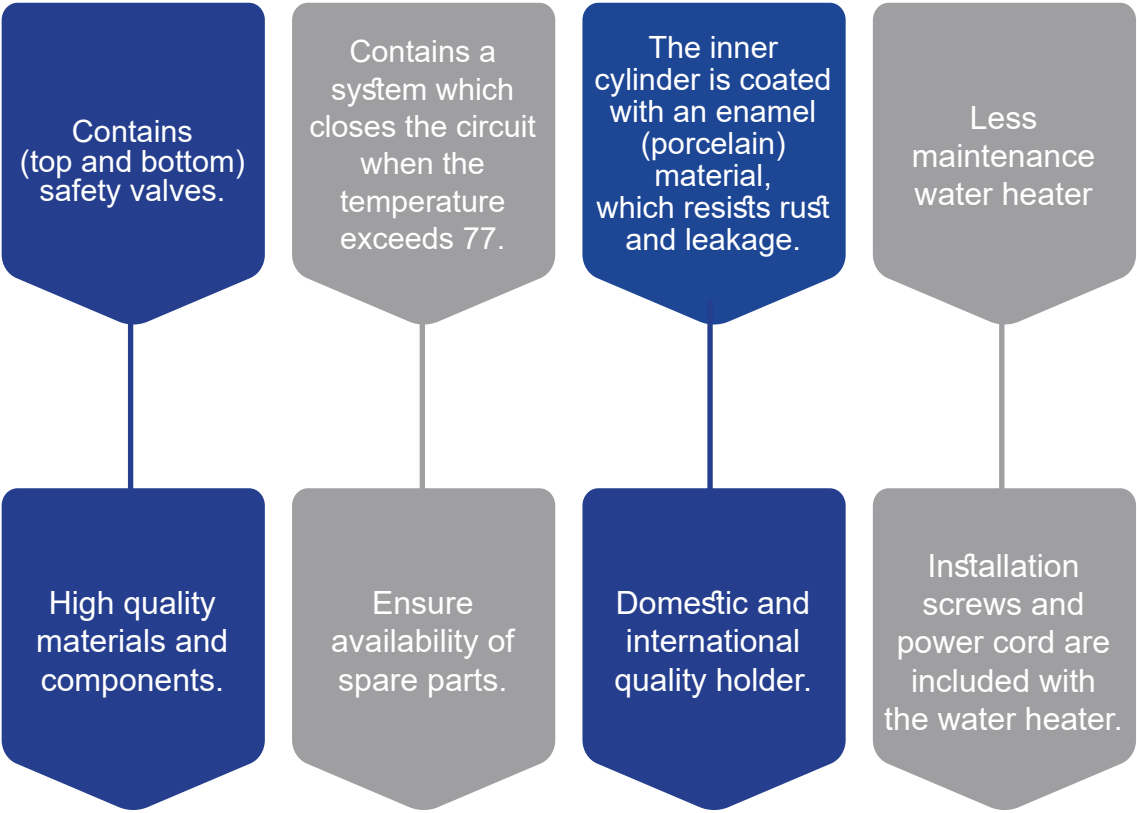 Contains
(top and bottom)
safety valves.
Contains a
system which
closes the circuit
when the
temperature
exceeds 77.
The inner
cylinder is coated
with an enamel
(porcelain)
material,
which resists rust
and leakage.
Less
maintenance
water heater
High quality
materials and
components.
Ensure
availability of
spare parts.
Domestic and
international
quality holder.
Installation
screws and
power cord are
included with
the water heater.